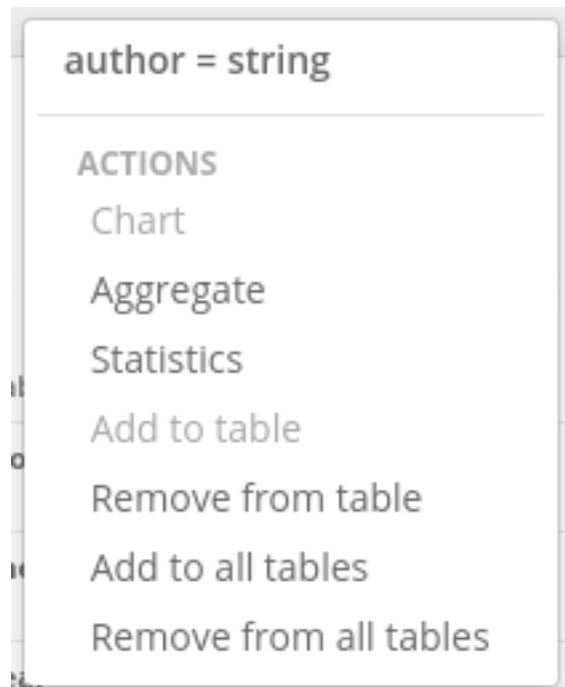 author = string
ACTIONS
Chart
Aggregate
Statistics
Add to table
Remove from table
Add to all tables
Remove from all tables